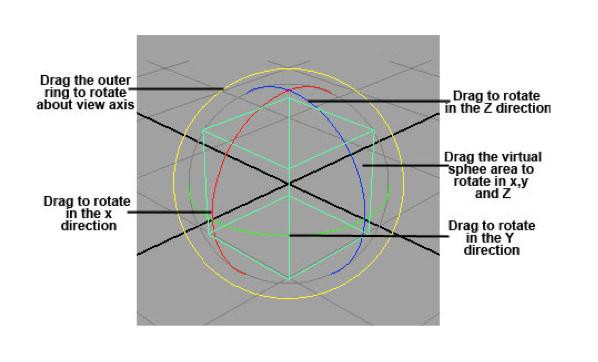 Drag the outer
ring to rotate
about view axis
Drag to rotate
in the Z direction
Drag the virtual
sphee area to
rotate in x,y
and Z
Drag to rotate
in the x
direction
Drag to rotate
in the Y
direction